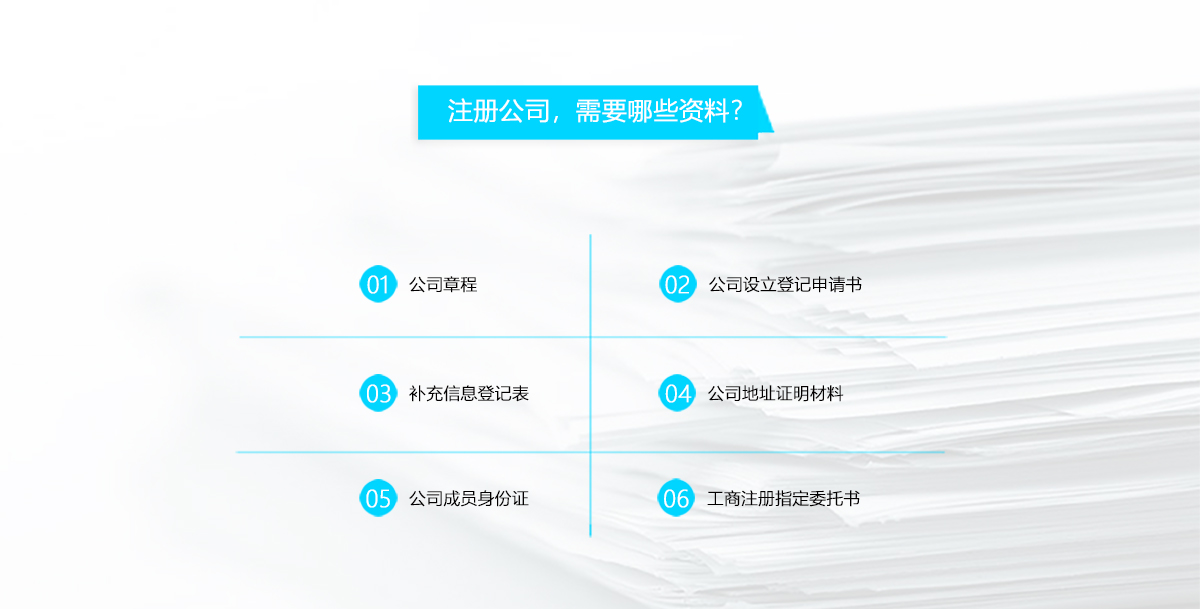 注册公司，需要哪些资料？
01 公司章程
02 公司设立登记申请书
03 补充信息登记表
04 公司地址证明材料
05 公司成员身份证
06 工商注册指定委托书